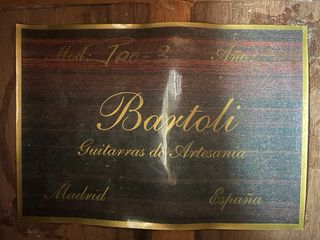 Mod. Año:
Bartoli
Guitarras de Artesanía
Madrid España